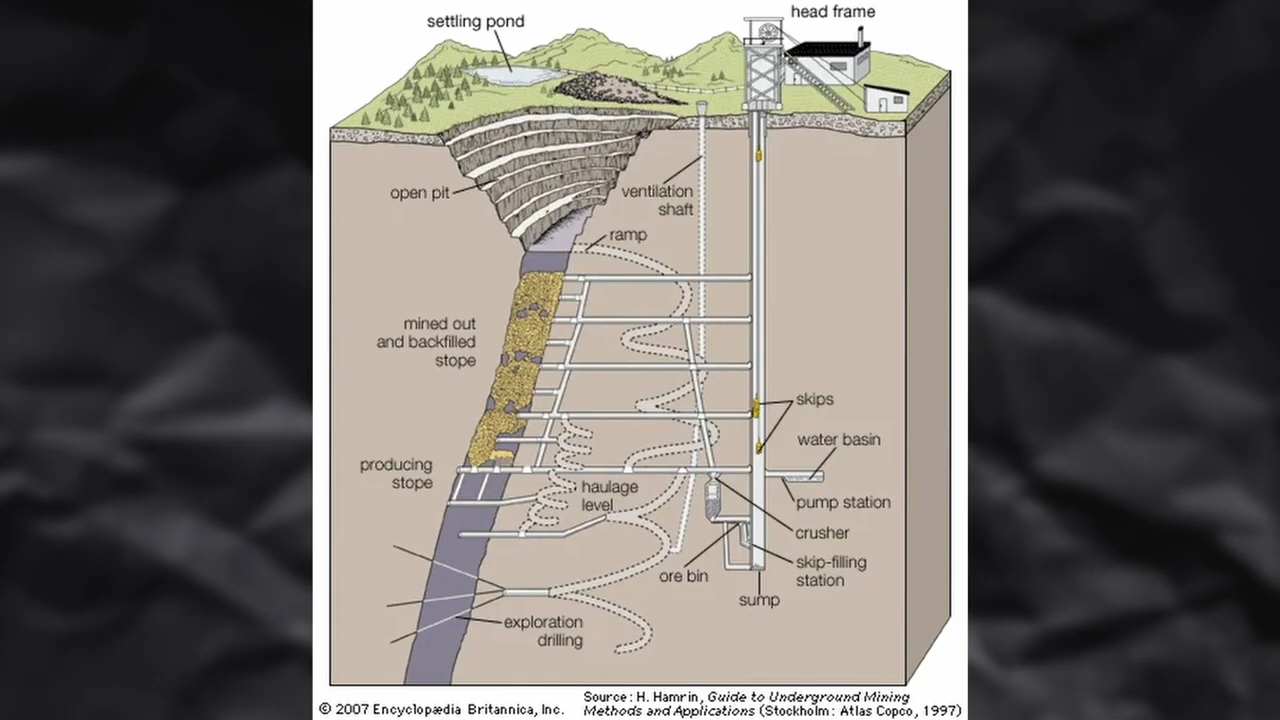 settling pond
head frame
open pit
ventilation
shaft
ramp
mined out
and backfilled
stope
skips
water basin
producing
stope
haulage
level
pump station
crusher
ore bin
skip-filling
station
sump
exploration
drilling
© 2007 Encyclopædia Britannica, Inc.
Source: H. Hamrin, Guide to Underground Mining
Methods and Applications (Stockholm: Atlas Copco, 1997)